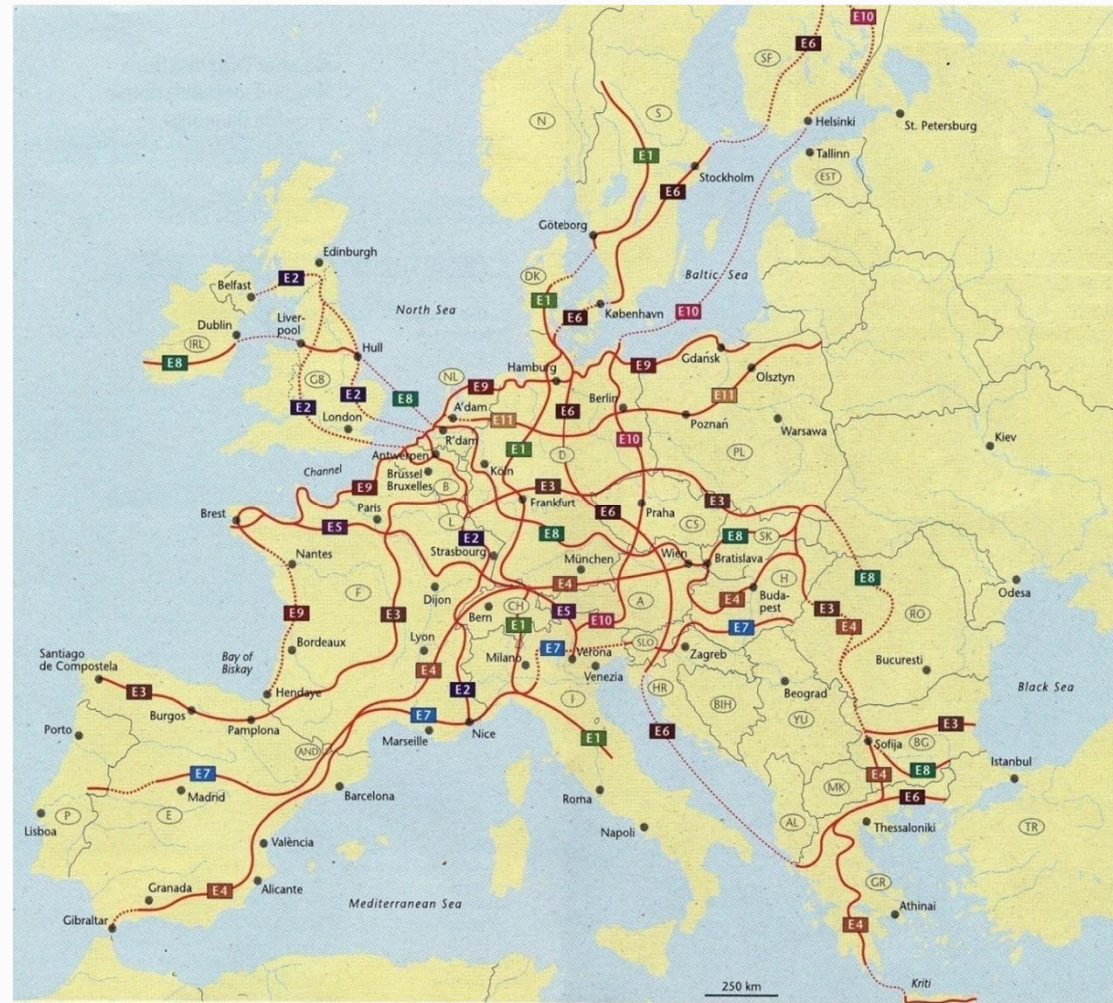 E10
E6
SF
N
S
Helsinki
St. Petersburg
Tallinn
EST
E1
Stockholm
E6
Göteborg
Edinburgh
E2
Belfast
DK
Baltic Sea
E1
North Sea
E10
København
E6
Dublin
Liver-
pool
IRL
E8
Hull
Gdańsk
Hamburg
E9
NL
E9
Olsztyn
GB
E2
E2
E8
A'dam
E11
E11
Berlin
E6
Poznań
Warsawa
London
R'dam
E10
Kiev
E1
D
PL
Antwerpen
Channel
Brüssel
Bruxelles
B
Köln
E9
E3
E3
Frankfurt
Praha
Brest
Paris
E5
L
E6
CS
E2
E8
E8
SK
Strasbourg
Wien
Bratislava
Nantes
München
E4
H
E8
F
Dijon
Odesa
E9
E3
Bern
CH
E5
A
E4
Buda-
pest
E3
RO
E1
E10
E7
E4
Bordeaux
Lyon
E7
SLO
Zagreb
Bucuresti
Santiago
de Compostela
Bay of
Biskay
E4
Milano
Verona
Venezia
E3
Hendaye
E2
HR
Beograd
Black Sea
Burgos
I
BIH
YU
Porto
Pamplona
E7
Nice
Marseille
E6
E3
AND
E1
Sofija
BG
E7
E4
E8
Istanbul
Madrid
Barcelona
Roma
MK
E6
P
E
Lisboa
AL
Thessaloniki
TR
Napoli
València
Granada
E4
Alicante
GR
Mediterranean Sea
Athinai
Gibraltar
E4
250 km
Kriti